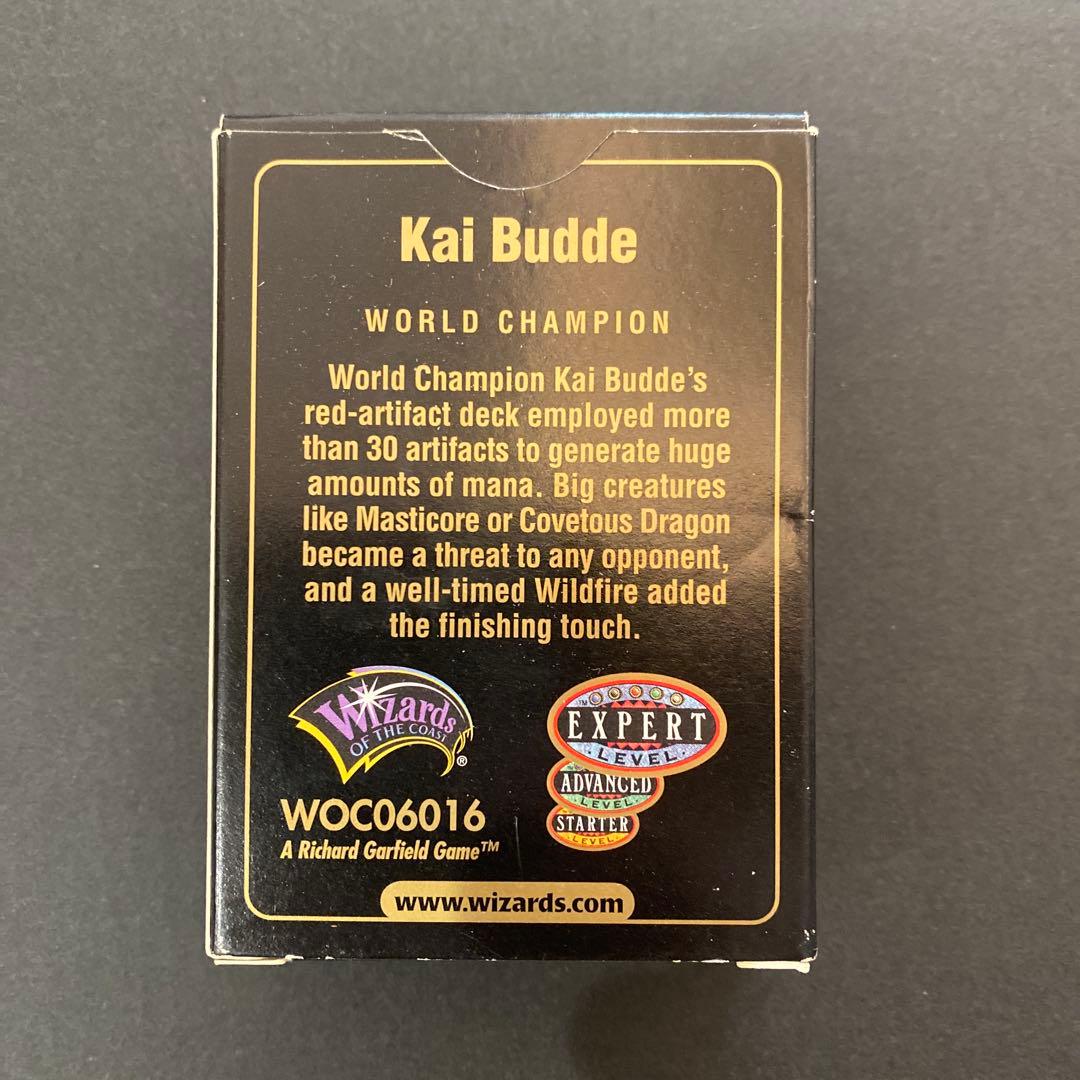 Kai Budde
WORLD CHAMPION
World Champion Kai Budde's
red-artifact deck employed more
than 30 artifacts to generate huge
amounts of mana. Big creatures
like Masticore or Covetous Dragon
became a threat to any opponent,
and a well-timed Wildfire added
the finishing touch.
Wizards
OF THE COAST
®
WOC06016
A Richard Garfield Game™
TM
EXPERT
LEVEL
ADVANCED
LEVEL
STARTER
LEVEL
www.wizards.com